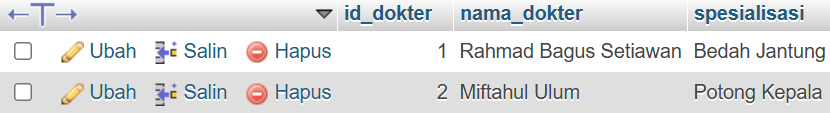 id_dokter nama_dokter spesialisasi
Ubah Salin Hapus 1 Rahmad Bagus Setiawan Bedah Jantung
Ubah Salin Hapus 2 Miftahul Ulum Potong Kepala